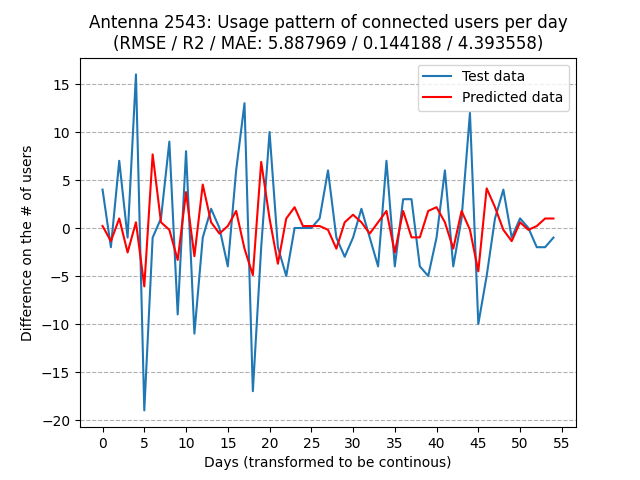 Antenna 2543: Usage pattern of connected users per day
(RMSE / R2 / MAE: 5.887969 / 0.144188 / 4.393558)
Test data
Predicted data
Difference on the # of users
15
10
5
0
−5
−10
−15
−20
0 5 10 15 20 25 30 35 40 45 50 55
Days (transformed to be continous)